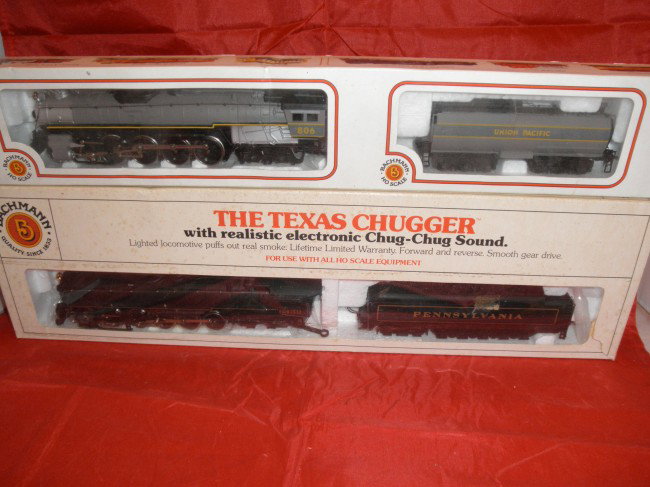 806
UNION PACIFIC
BACHMANN
HO SCALE
BACHMANN
HO SCALE
BACHMANN
QUALITY SINCE 1833
THE TEXAS CHUGGER™
with realistic electronic Chug-Chug Sound.
Lighted locomotive puffs out real smoke. Lifetime Limited Warranty. Forward and reverse. Smooth gear drive.
FOR USE WITH ALL HO SCALE EQUIPMENT
PENNSYLVANIA